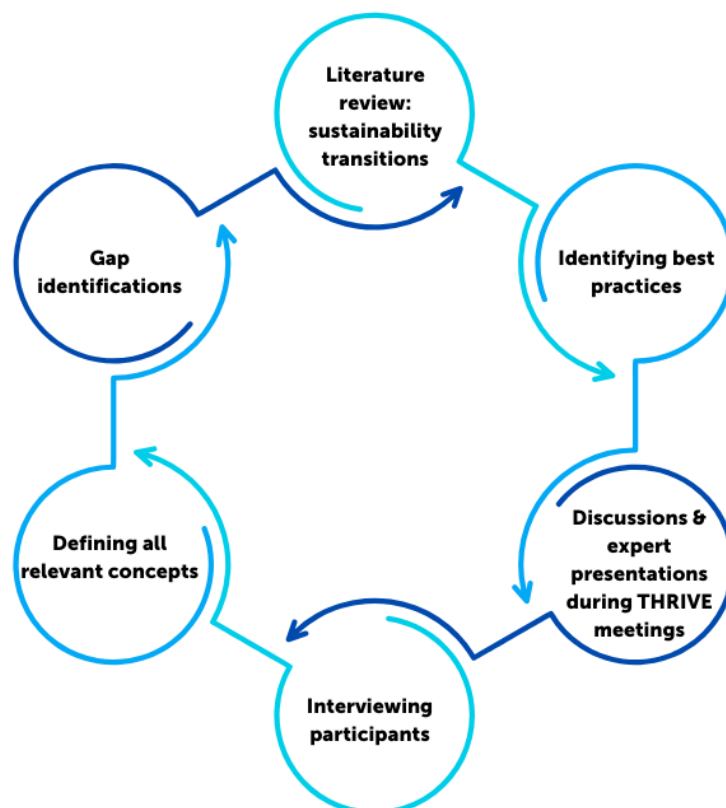 Literature
review:
sustainability
transitions
Identifying best
practices
Discussions &
expert
presentations
during THRIVE
meetings
Interviewing
participants
Defining all
relevant concepts
Gap
identifications